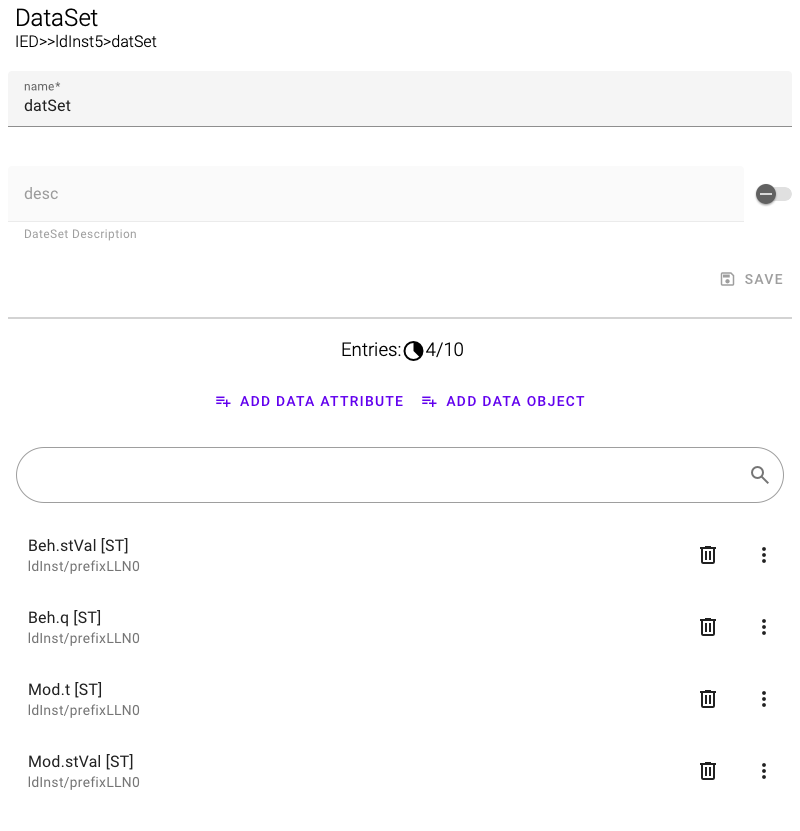 DataSet
IED>>ldInst5>datSet
name*
datSet
desc
DateSet Description
SAVE
Entries: 4/10
ADD DATA ATTRIBUTE ADD DATA OBJECT
Beh.stVal [ST]
ldInst/prefixLLN0
Beh.q [ST]
ldInst/prefixLLN0
Mod.t [ST]
ldInst/prefixLLN0
Mod.stVal [ST]
ldInst/prefixLLN0